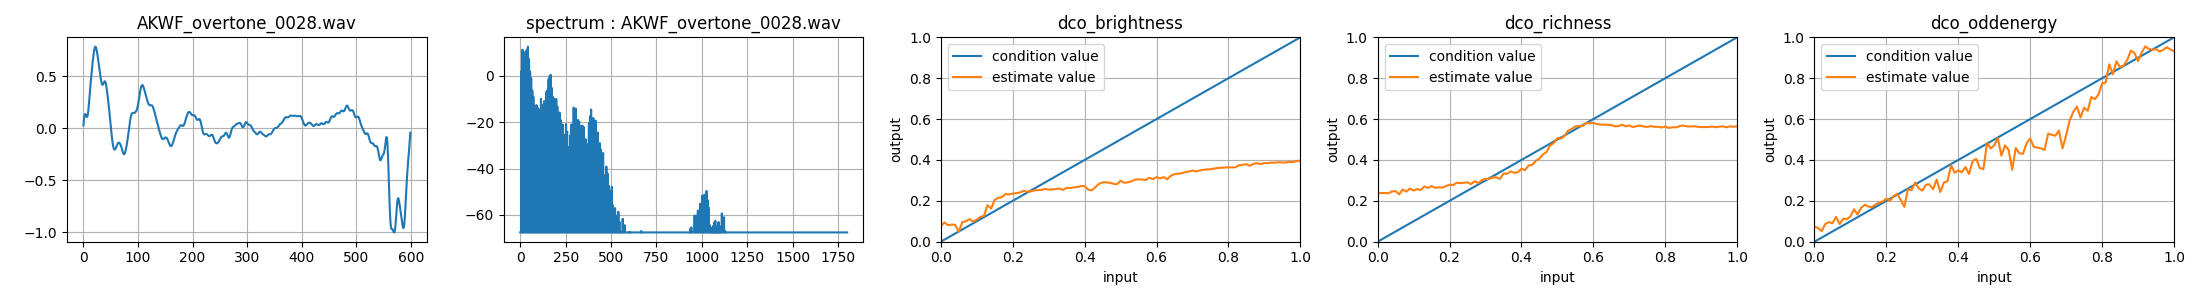 AKWF_overtone_0028.wav
0.5
0.0
−0.5
−1.0
0 100 200 300 400 500 600
spectrum : AKWF_overtone_0028.wav
0
−20
−40
−60
0 250 500 750 1000 1250 1500 1750
dco_brightness
condition value
estimate value
output
1.0
0.8
0.6
0.4
0.2
0.0
0.0 0.2 0.4 0.6 0.8 1.0
input
dco_richness
condition value
estimate value
output
1.0
0.8
0.6
0.4
0.2
0.0
0.0 0.2 0.4 0.6 0.8 1.0
input
dco_oddenergy
condition value
estimate value
output
1.0
0.8
0.6
0.4
0.2
0.0
0.0 0.2 0.4 0.6 0.8 1.0
input